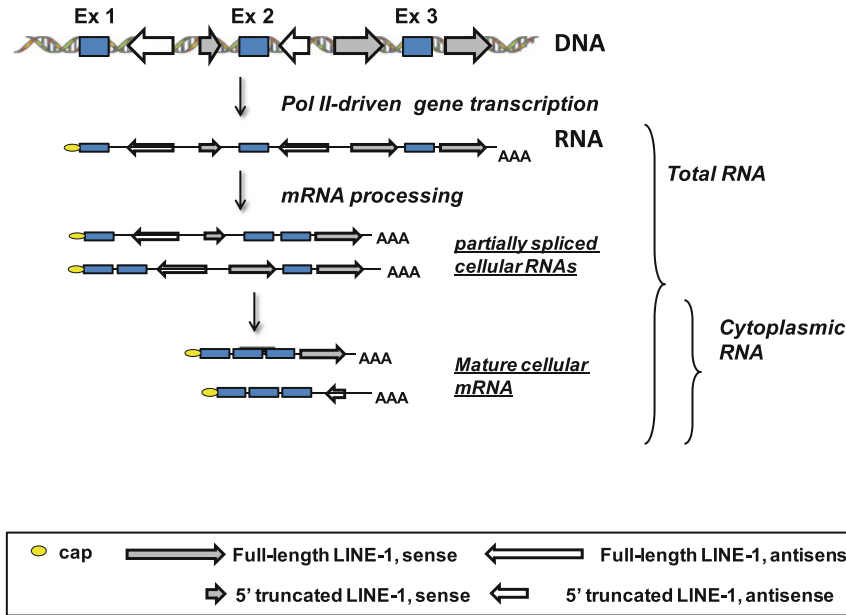 Ex 1 Ex 2 Ex 3
DNA
Pol II-driven gene transcription
RNA
AAA
Total RNA
mRNA processing
AAA
partially spliced
cellular RNAs
AAA
Cytoplasmic
RNA
AAA
Mature cellular
mRNA
AAA
cap Full-length LINE-1, sense Full-length LINE-1, antisens
5' truncated LINE-1, sense 5' truncated LINE-1, antisense